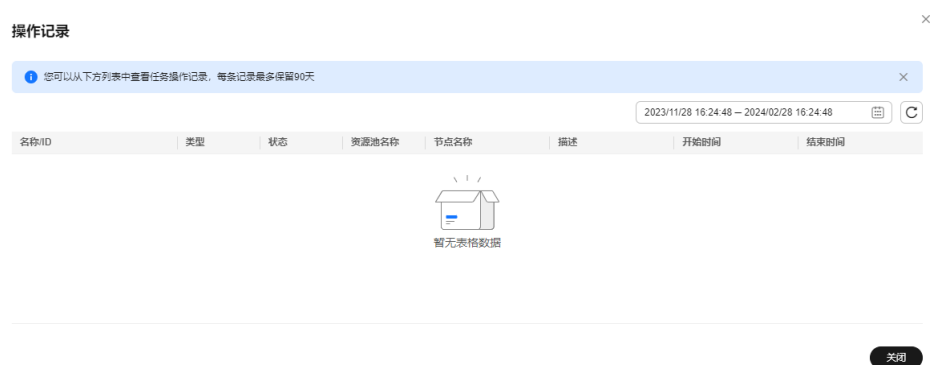 操作记录
您可以从下方列表中查看任务操作记录，每条记录最多保留90天
2023/11/28 16:24:48 – 2024/02/28 16:24:48
名称/ID 类型 状态 资源池名称 节点名称 描述 开始时间 结束时间
暂无表格数据
关闭